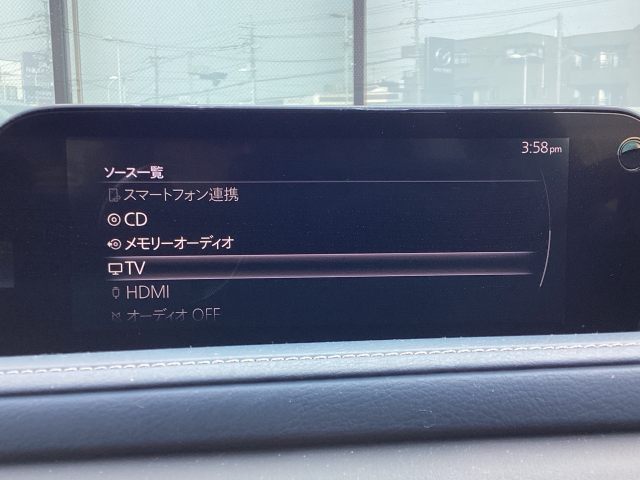 3:58pm
ソース一覧
スマートフォン連携
CD
メモリーオーディオ
TV
HDMI
オーディオ OFF